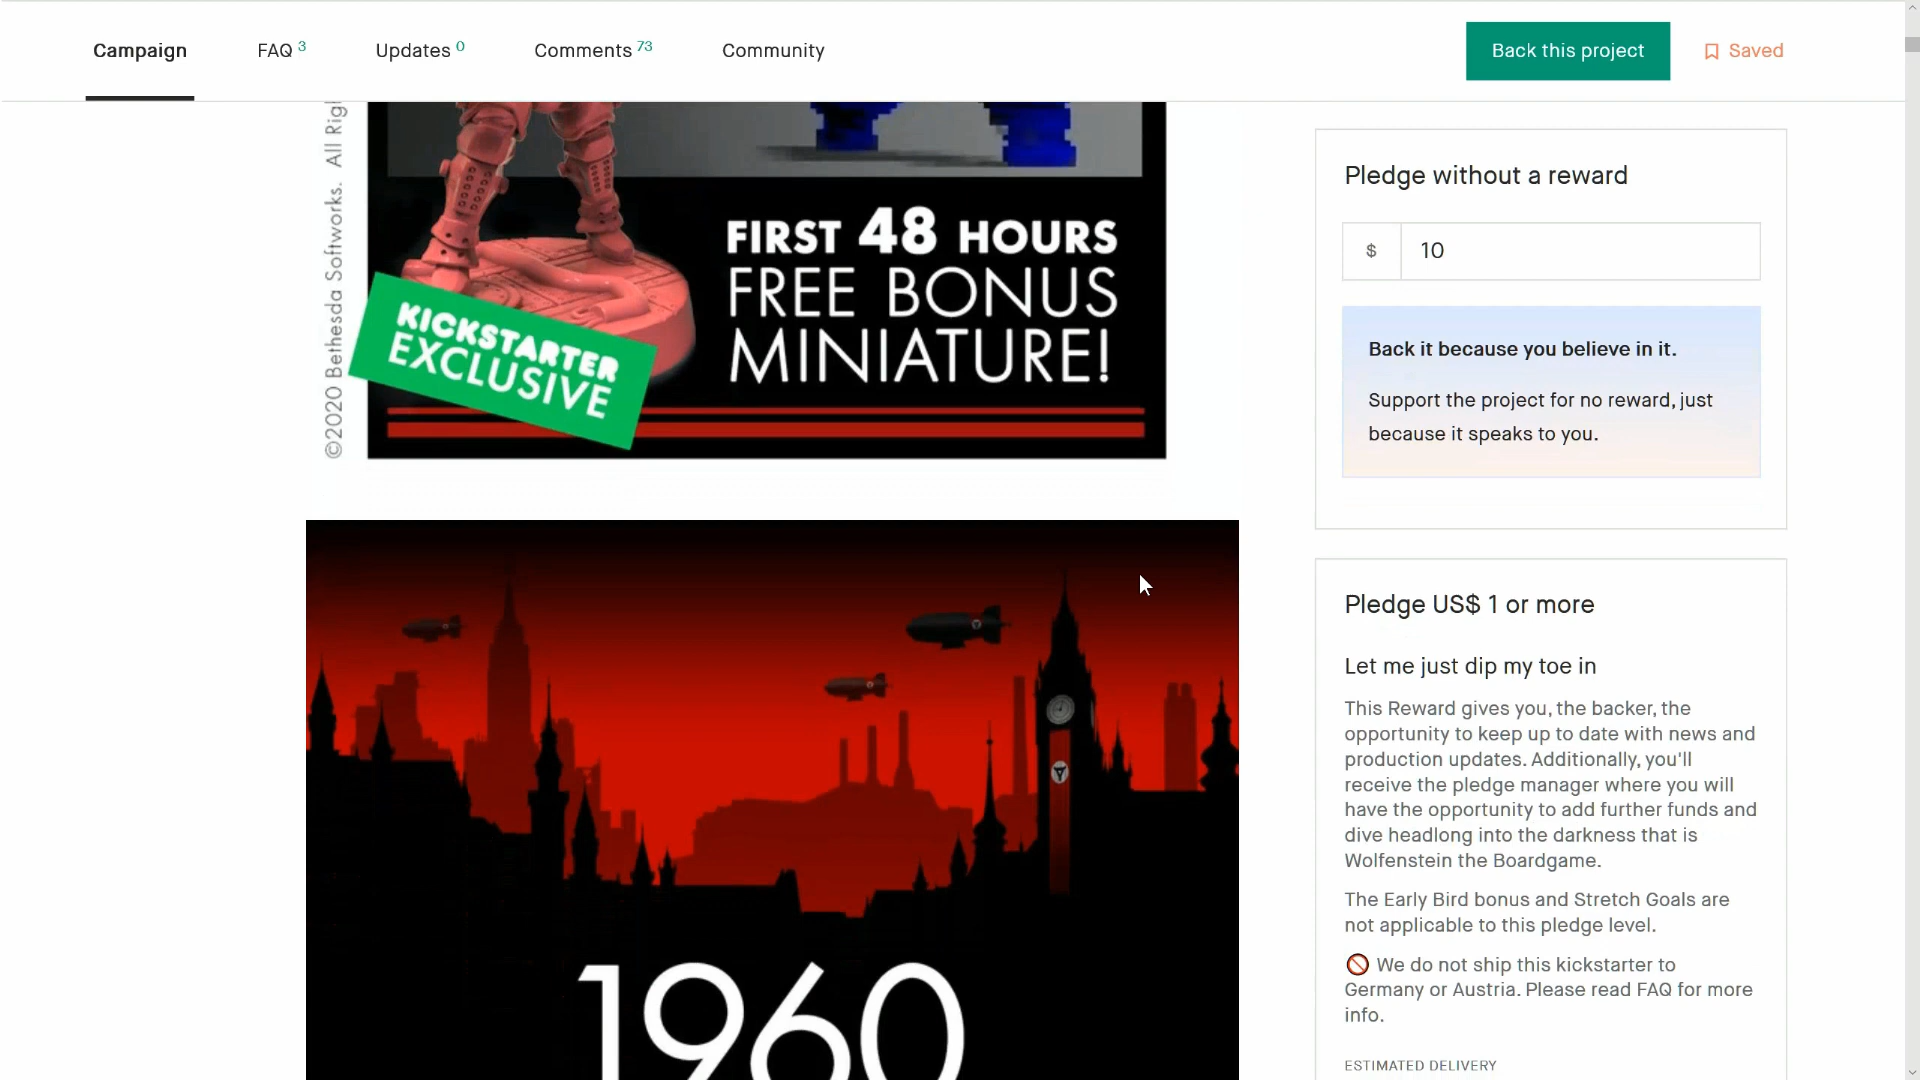 Campaign
FAQ 3
Updates 0
Comments 73
Community
Back this project
Saved
©2020 Bethesda Softworks. All Rig
FIRST 48 HOURS
FREE BONUS
MINIATURE!
KICKSTARTER
EXCLUSIVE
1960
Pledge without a reward
$ 10
Back it because you believe in it.
Support the project for no reward, just
because it speaks to you.
Pledge US$ 1 or more
Let me just dip my toe in
This Reward gives you, the backer, the
opportunity to keep up to date with news and
production updates. Additionally, you'll
receive the pledge manager where you will
have the opportunity to add further funds and
dive headlong into the darkness that is
Wolfenstein the Boardgame.
The Early Bird bonus and Stretch Goals are
not applicable to this pledge level.
🚫 We do not ship this kickstarter to
Germany or Austria. Please read FAQ for more
info.
ESTIMATED DELIVERY